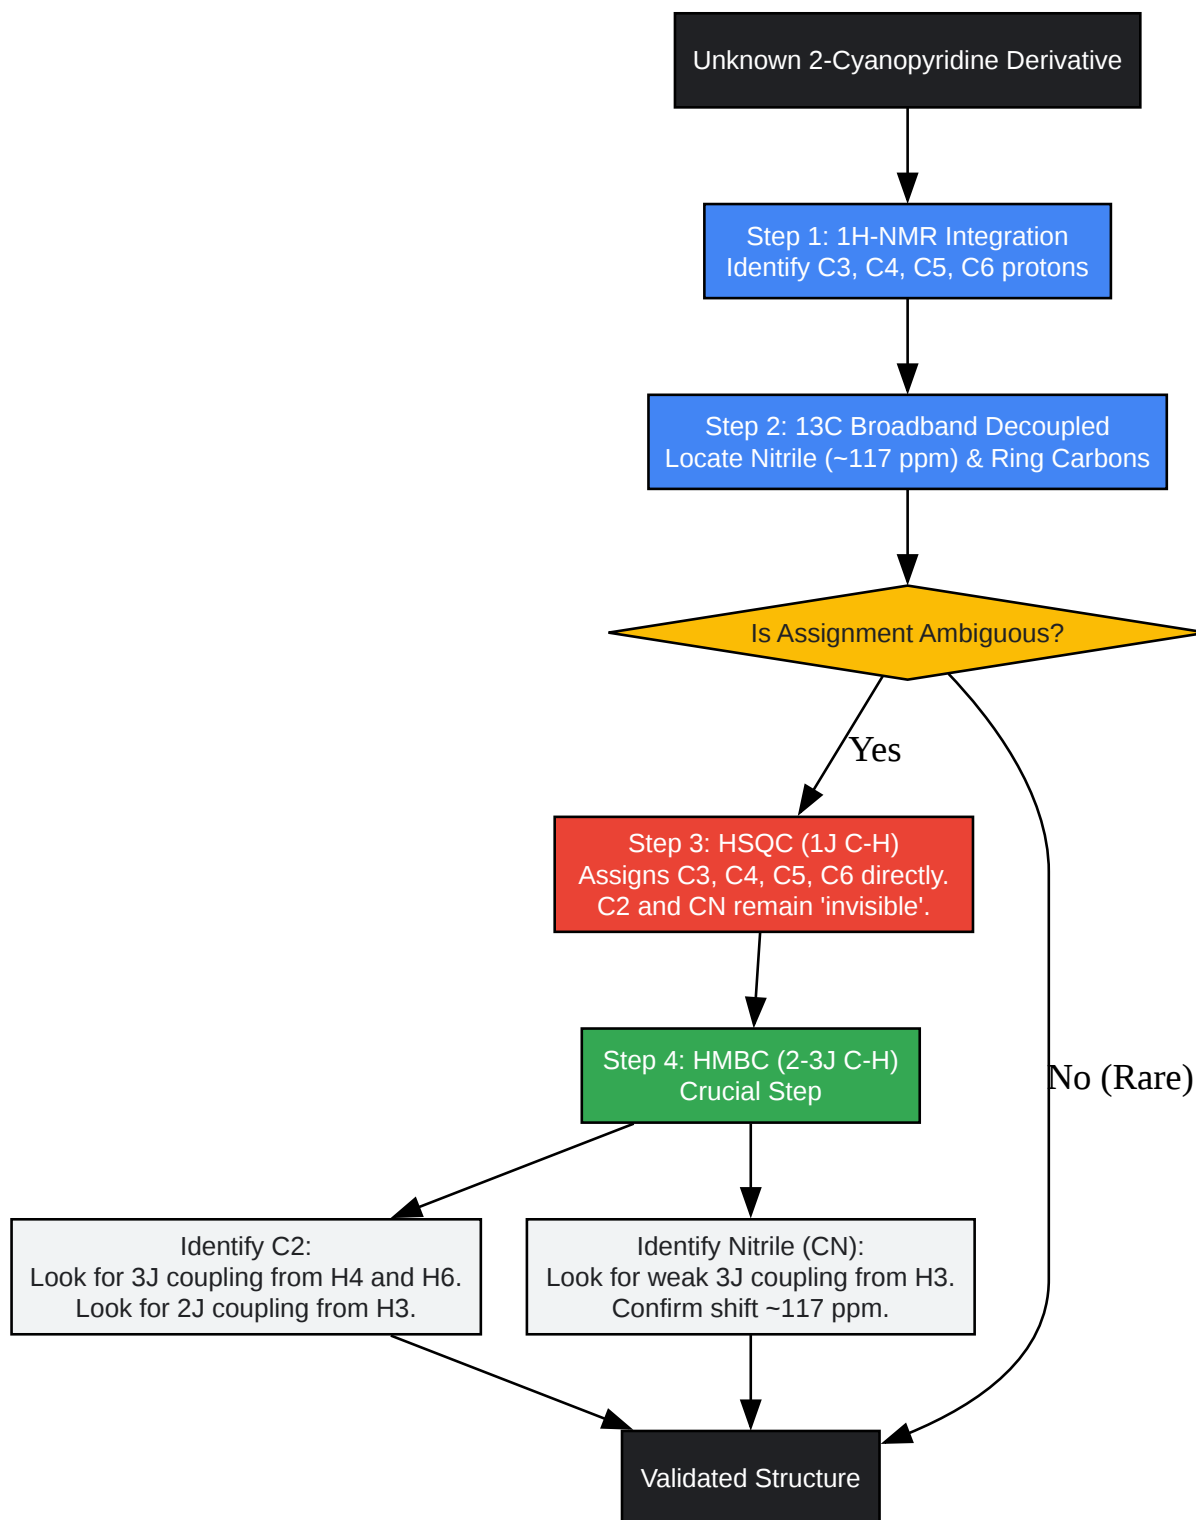 Unknown 2-Cyanopyridine Derivative
Step 1: 1H-NMR Integration
Identify C3, C4, C5, C6 protons
Step 2: 13C Broadband Decoupled
Locate Nitrile (~117 ppm) & Ring Carbons
Is Assignment Ambiguous?
Yes
Step 3: HSQC (1J C-H)
Assigns C3, C4, C5, C6 directly.
C2 and CN remain 'invisible'.
Step 4: HMBC (2-3J C-H)
Crucial Step
No (Rare)
Identify C2:
Look for 3J coupling from H4 and H6.
Look for 2J coupling from H3.
Identify Nitrile (CN):
Look for weak 3J coupling from H3.
Confirm shift ~117 ppm.
Validated Structure